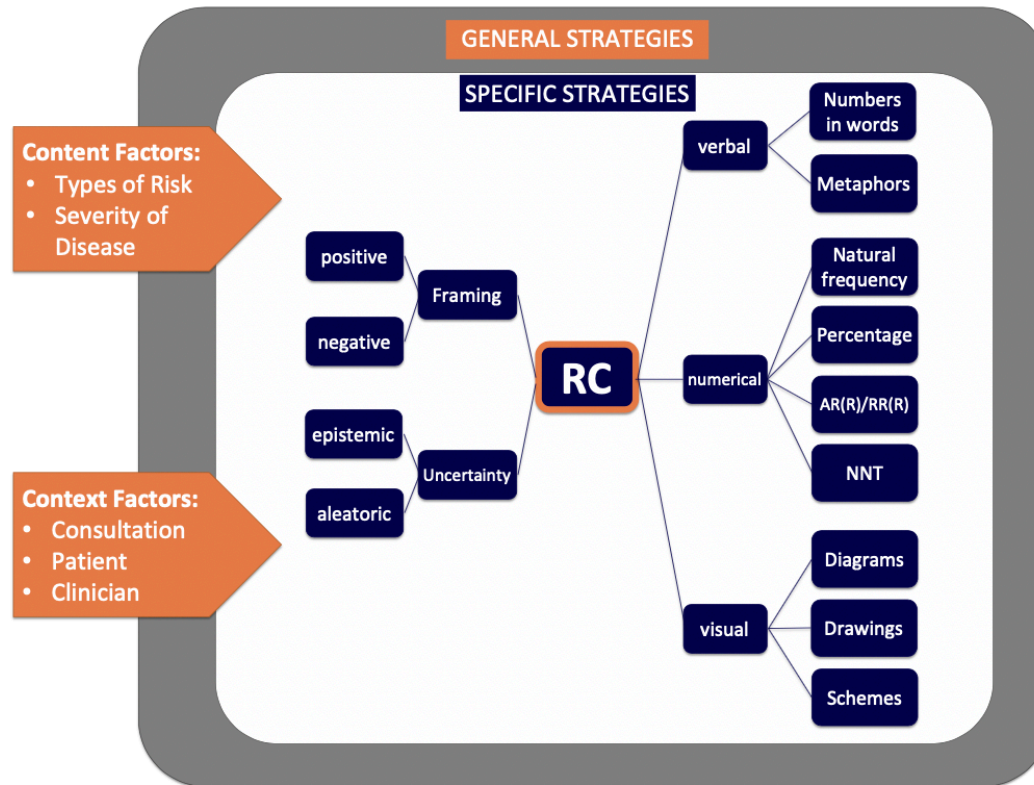 GENERAL STRATEGIES
SPECIFIC STRATEGIES
Content Factors:
• Types of Risk
• Severity of
Disease
Context Factors:
• Consultation
• Patient
• Clinician
positive
negative
Framing
epistemic
aleatoric
Uncertainty
RC
verbal
Numbers
in words
Metaphors
numerical
Natural
frequency
Percentage
AR(R)/RR(R)
NNT
visual
Diagrams
Drawings
Schemes